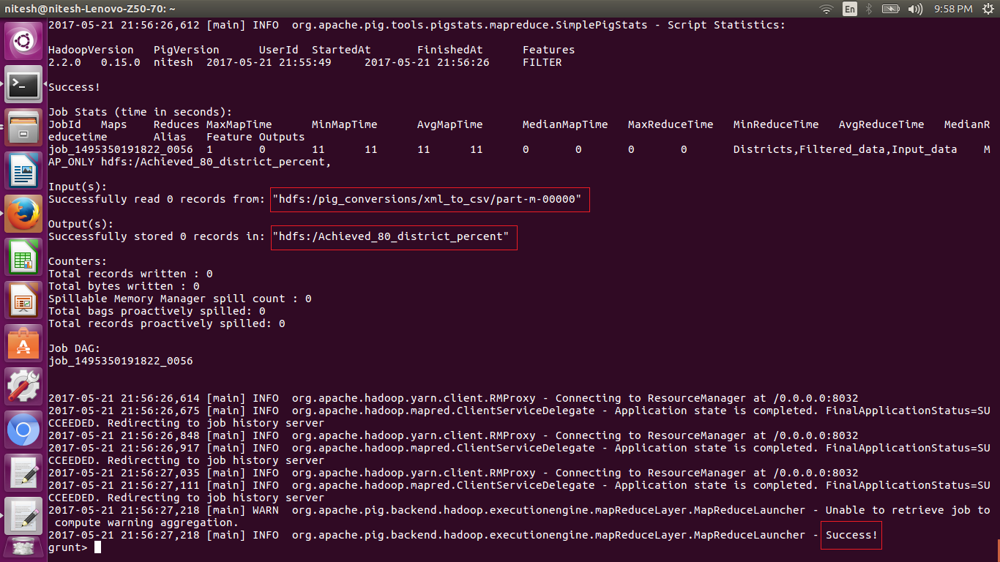 nitesh@nitesh-Lenovo-Z50-70: ~
En
9:58 PM
2017-05-21 21:56:26,612 [main] INFO  org.apache.pig.tools.pigstats.mapreduce.SimplePigStats - Script Statistics:
HadoopVersion   PigVersion      UserId  StartedAt       FinishedAt      Features
2.2.0   0.15.0  nitesh  2017-05-21 21:55:49     2017-05-21 21:56:26     FILTER
Success!
Job Stats (time in seconds):
JobId   Maps    Reduces MaxMapTime      MinMapTime      AvgMapTime      MedianMapTime   MaxReduceTime   MinReduceTime   AvgReduceTime   MedianR
educetime       Alias   Feature Outputs
job_1495350191822_0056  1       0       11      11      11      11      0       0       0       0       Districts,Filtered_data,Input_data    M
AP_ONLY hdfs:/Achieved_80_district_percent,
Input(s):
Successfully read 0 records from: "hdfs:/pig_conversions/xml_to_csv/part-m-00000"
Output(s):
Successfully stored 0 records in: "hdfs:/Achieved_80_district_percent"
Counters:
Total records written : 0
Total bytes written : 0
Spillable Memory Manager spill count : 0
Total bags proactively spilled: 0
Total records proactively spilled: 0
Job DAG:
job_1495350191822_0056
2017-05-21 21:56:26,614 [main] INFO  org.apache.hadoop.yarn.client.RMProxy - Connecting to ResourceManager at /0.0.0.0:8032
2017-05-21 21:56:26,675 [main] INFO  org.apache.hadoop.mapred.ClientServiceDelegate - Application state is completed. FinalApplicationStatus=SU
CCEEDED. Redirecting to job history server
2017-05-21 21:56:26,848 [main] INFO  org.apache.hadoop.yarn.client.RMProxy - Connecting to ResourceManager at /0.0.0.0:8032
2017-05-21 21:56:26,917 [main] INFO  org.apache.hadoop.mapred.ClientServiceDelegate - Application state is completed. FinalApplicationStatus=SU
CCEEDED. Redirecting to job history server
2017-05-21 21:56:27,035 [main] INFO  org.apache.hadoop.yarn.client.RMProxy - Connecting to ResourceManager at /0.0.0.0:8032
2017-05-21 21:56:27,111 [main] INFO  org.apache.hadoop.mapred.ClientServiceDelegate - Application state is completed. FinalApplicationStatus=SU
CCEEDED. Redirecting to job history server
2017-05-21 21:56:27,218 [main] WARN  org.apache.pig.backend.hadoop.executionengine.mapReduceLayer.MapReduceLauncher - Unable to retrieve job to
 compute warning aggregation.
2017-05-21 21:56:27,218 [main] INFO  org.apache.pig.backend.hadoop.executionengine.mapReduceLayer.MapReduceLauncher - Success!
grunt>